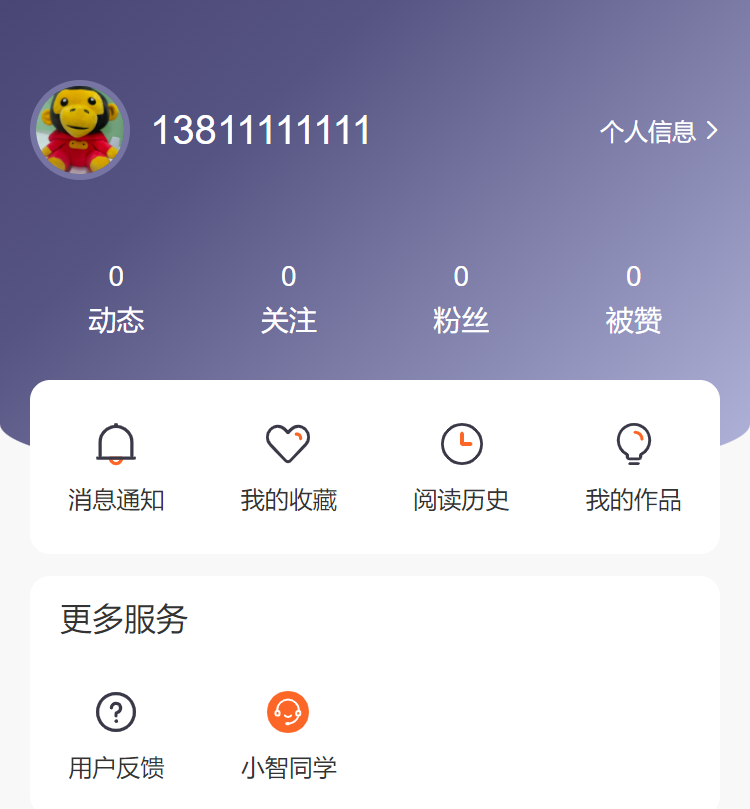 13811111111
个人信息
0 0 0 0
动态 关注 粉丝 被赞
消息通知 我的收藏 阅读历史 我的作品
更多服务
用户反馈 小智同学